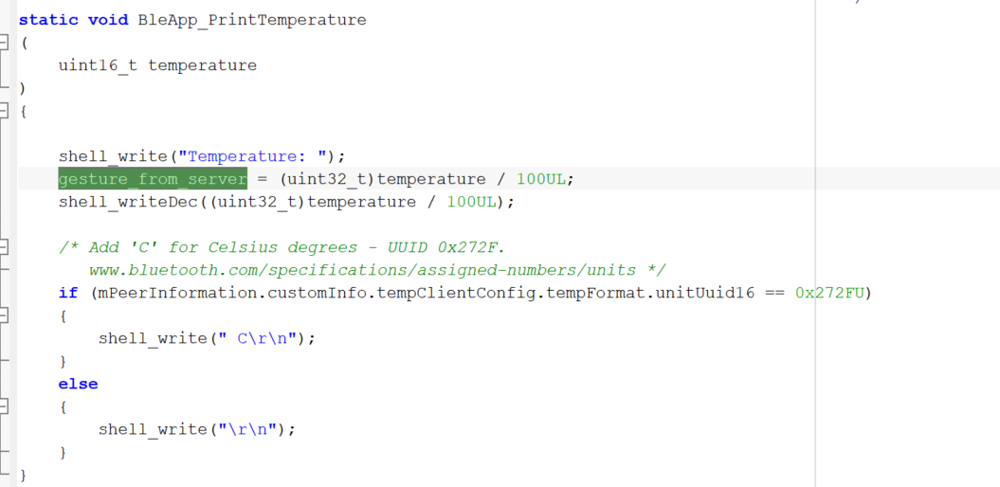 static void BleApp_PrintTemperature
(
    uint16_t temperature
)
{
    shell_write("Temperature: ");
    gesture_from_server = (uint32_t)temperature / 100UL;
    shell_writeDec((uint32_t)temperature / 100UL);
    /* Add 'C' for Celsius degrees - UUID 0x272F.
       www.bluetooth.com/specifications/assigned-numbers/units */
    if (mPeerInformation.customInfo.tempClientConfig.tempFormat.unitUuid16 == 0x272FU)
    {
        shell_write(" C\r\n");
    }
    else
    {
        shell_write("\r\n");
    }
}